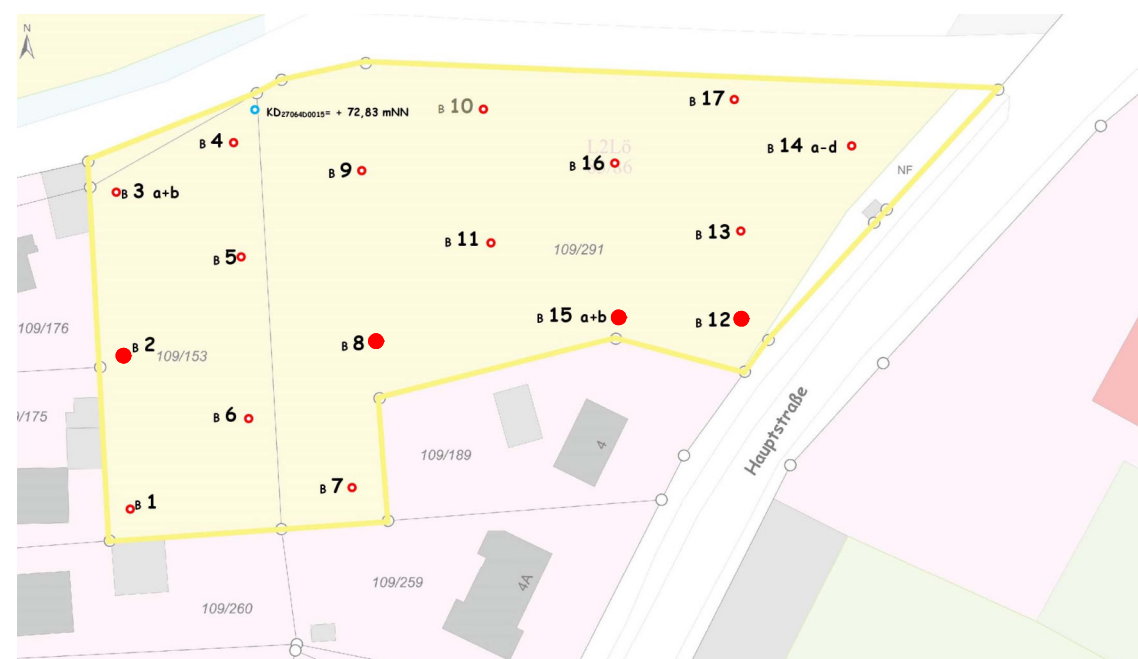 N
KD27064D0015= + 72,83 mNN
B 10
B 17
B 4
B 9
B 16
L2Lö
B 14 a-d
NF
B 3 a+b
B 11
109/291
B 13
B 5
109/176
B 2
109/153
B 8
B 15 a+b
B 12
/175
B 6
109/189
4
Hauptstraße
B 7
B 1
109/259
4A
109/260